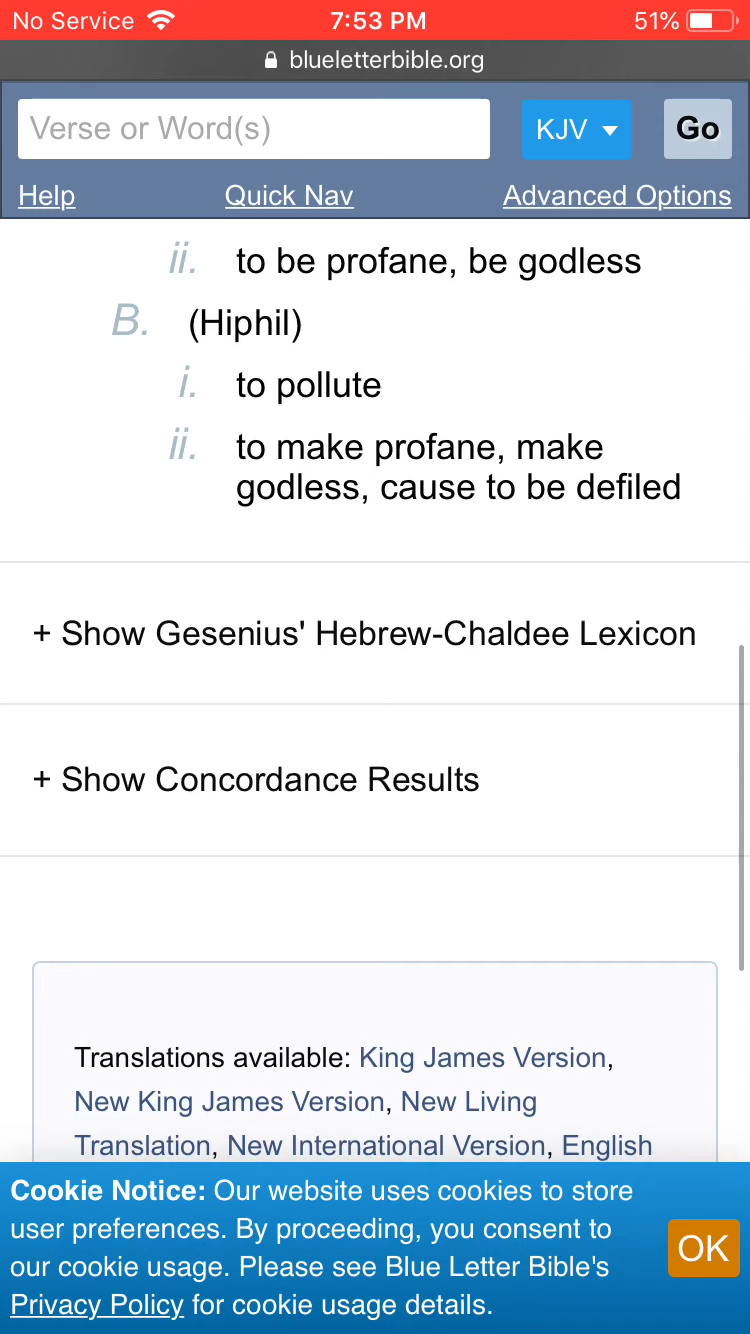 No Service 7:53 PM 51%
blueletterbible.org
Verse or Word(s) KJV Go
Help Quick Nav Advanced Options
ii. to be profane, be godless
B. (Hiphil)
i. to pollute
ii. to make profane, make
godless, cause to be defiled
+ Show Gesenius' Hebrew-Chaldee Lexicon
+ Show Concordance Results
Translations available: King James Version,
New King James Version, New Living
Translation, New International Version, English
Cookie Notice: Our website uses cookies to store
user preferences. By proceeding, you consent to
our cookie usage. Please see Blue Letter Bible's
Privacy Policy for cookie usage details.
OK